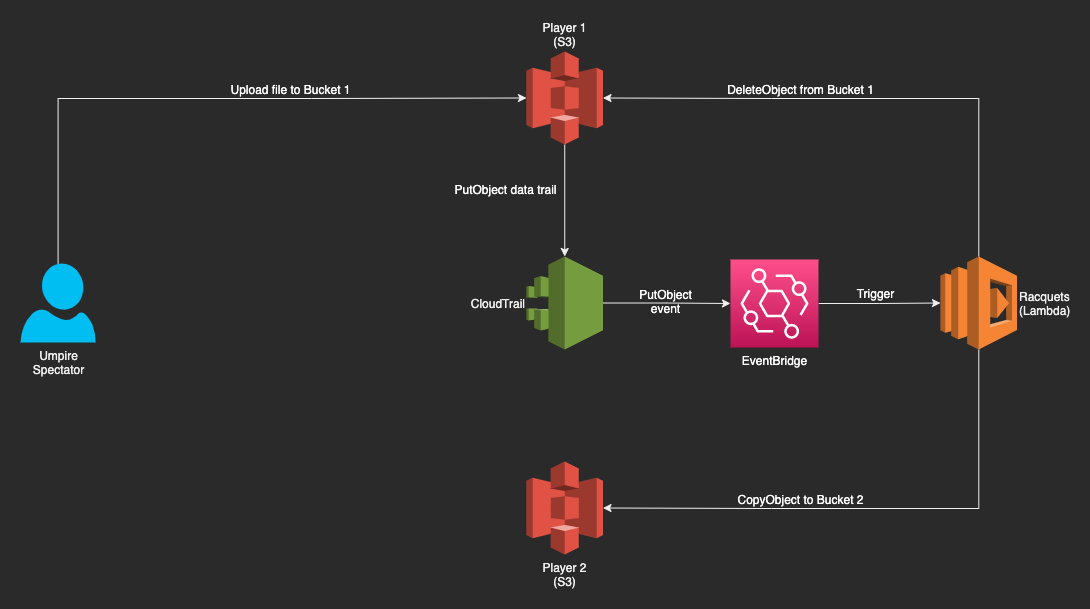 Player 1
(S3)
Upload file to Bucket 1
DeleteObject from Bucket 1
PutObject data trail
CloudTrail
PutObject
event
Trigger
Racquets
(Lambda)
Umpire
Spectator
EventBridge
CopyObject to Bucket 2
Player 2
(S3)